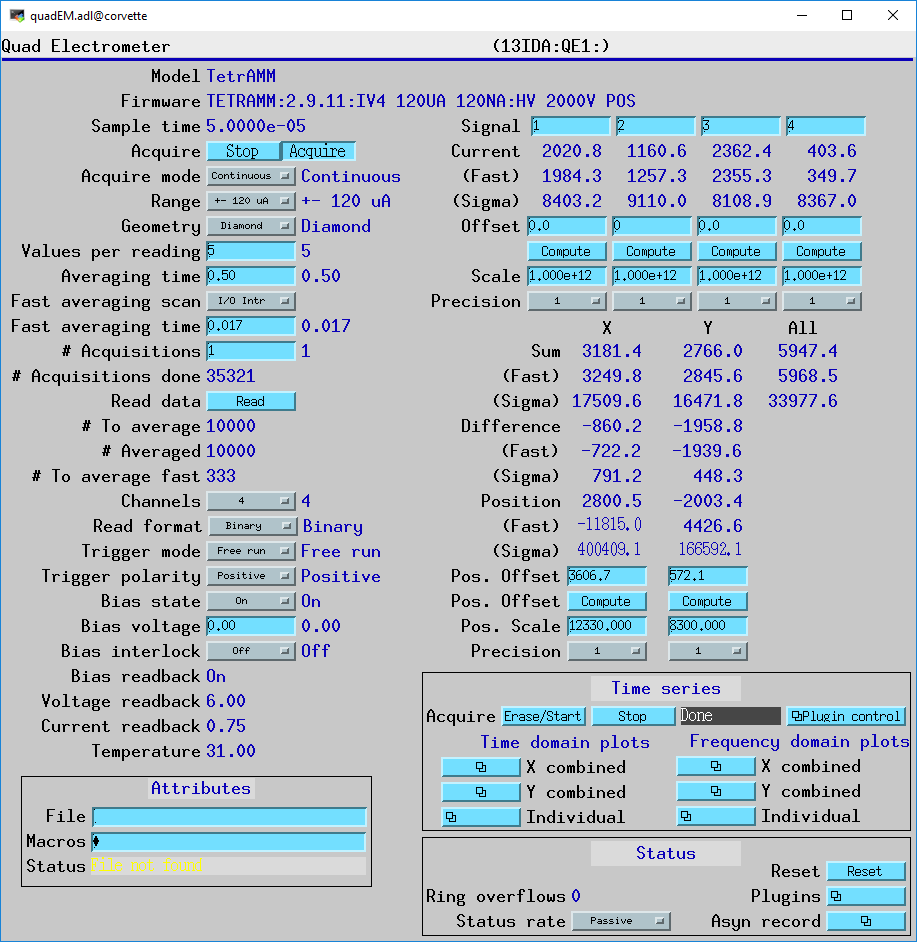 quadEM.adl@corvette
Quad Electrometer (13IDA:QE1:)
Model TetrAMM
Firmware TETRAMM:2.9.11:IV4 120UA 120NA:HV 2000V POS
Sample time 5.0000e-05
Acquire Stop Acquire
Acquire mode Continuous Continuous
Range +- 120 uA +- 120 uA
Geometry Diamond Diamond
Values per reading 5 5
Averaging time 0.50 0.50
Fast averaging scan I/O Intr
Fast averaging time 0.017 0.017
# Acquisitions 1 1
# Acquisitions done 35321
Read data Read
# To average 10000
# Averaged 10000
# To average fast 333
Channels 4 4
Read format Binary Binary
Trigger mode Free run Free run
Trigger polarity Positive Positive
Bias state On On
Bias voltage 0.00 0.00
Bias interlock Off Off
Bias readback On
Voltage readback 6.00
Current readback 0.75
Temperature 31.00
Attributes
File
Macros
Status File not found
Signal 1 2 3 4
Current 2020.8 1160.6 2362.4 403.6
(Fast) 1984.3 1257.3 2355.3 349.7
(Sigma) 8403.2 9110.0 8108.9 8367.0
Offset 0.0 0 0.0 0.0
Compute Compute Compute Compute
Scale 1.000e+12 1.000e+12 1.000e+12 1.000e+12
Precision 1 1 1 1
X Y All
Sum 3181.4 2766.0 5947.4
(Fast) 3249.8 2845.6 5968.5
(Sigma) 17509.6 16471.8 33977.6
Difference -860.2 -1958.8
(Fast) -722.2 -1939.6
(Sigma) 791.2 448.3
Position 2800.5 -2003.4
(Fast) -11815.0 4426.6
(Sigma) 400409.1 166592.1
Pos. Offset 3606.7 572.1
Pos. Offset Compute Compute
Pos. Scale 12330.000 8300.000
Precision 1 1
Time series
Acquire Erase/Start Stop Done Plugin control
Time domain plots Frequency domain plots
X combined X combined
Y combined Y combined
Individual Individual
Status
Reset Reset
Ring overflows 0 Plugins
Status rate Passive Asyn record